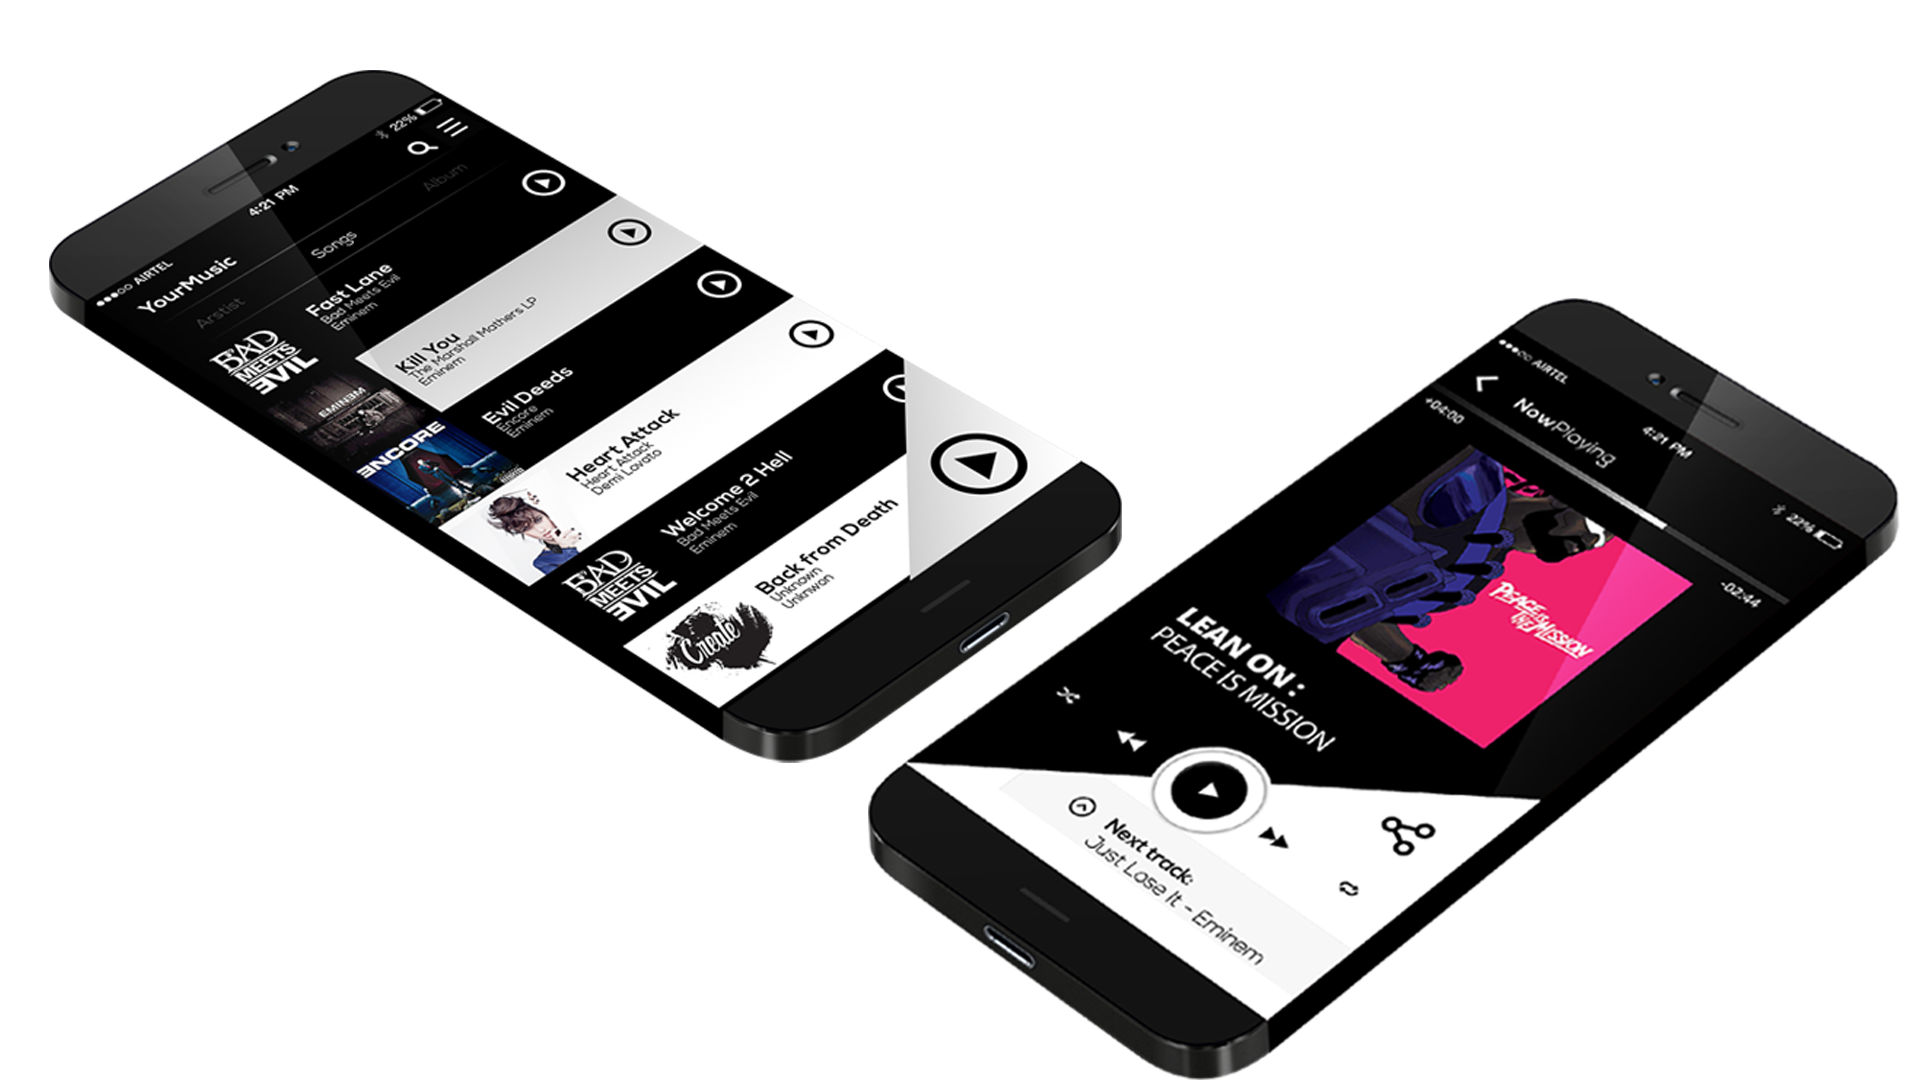 ●●●○○ AIRTEL
4:21 PM
22%
YourMusic
Arstist
Songs
Album
BAD
MEETS
EVIL
Fast Lane
Bad Meets Evil
Eminem
EMINEM
Kill You
The Marshall Mathers LP
Eminem
ENCORE
Evil Deeds
Encore
Eminem
Heart Attack
Heart Attack
Demi Lovato
BAD
MEETS
EVIL
Welcome 2 Hell
Bad Meets Evil
Eminem
Create
Back from Death
Unknown
Unknwon
●●●○○ AIRTEL
4:21 PM
22%
NowPlaying
+04:00
-02:44
PEACE IS
THE MISSION
LEAN ON :
PEACE IS MISSION
Next track:
Just Lose It - Eminem